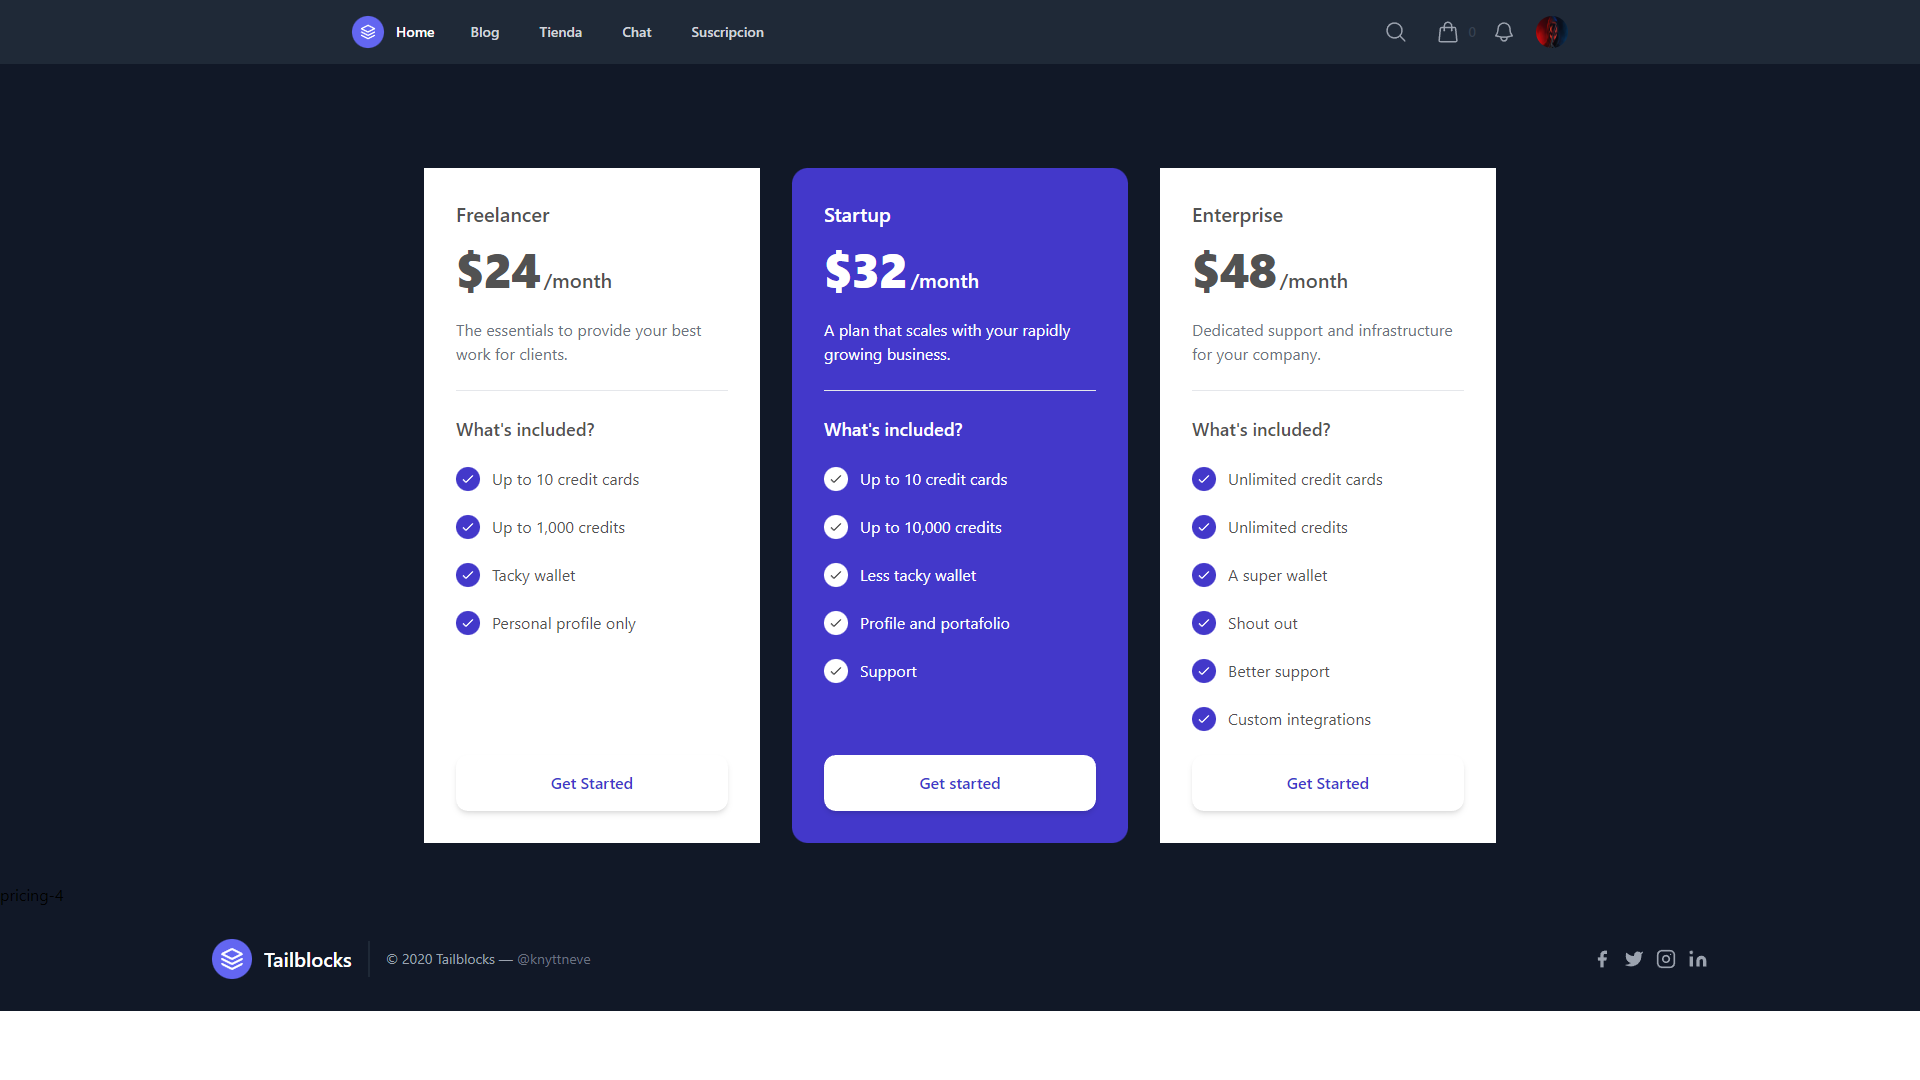 Home Blog Tienda Chat Suscripcion 0
Freelancer
$24 /month
The essentials to provide your best
work for clients.
What's included?
Up to 10 credit cards
Up to 1,000 credits
Tacky wallet
Personal profile only
Get Started
Startup
$32 /month
A plan that scales with your rapidly
growing business.
What's included?
Up to 10 credit cards
Up to 10,000 credits
Less tacky wallet
Profile and portafolio
Support
Get started
Enterprise
$48 /month
Dedicated support and infrastructure
for your company.
What's included?
Unlimited credit cards
Unlimited credits
A super wallet
Shout out
Better support
Custom integrations
Get Started
pricing-4
Tailblocks © 2020 Tailblocks — @knyttneve